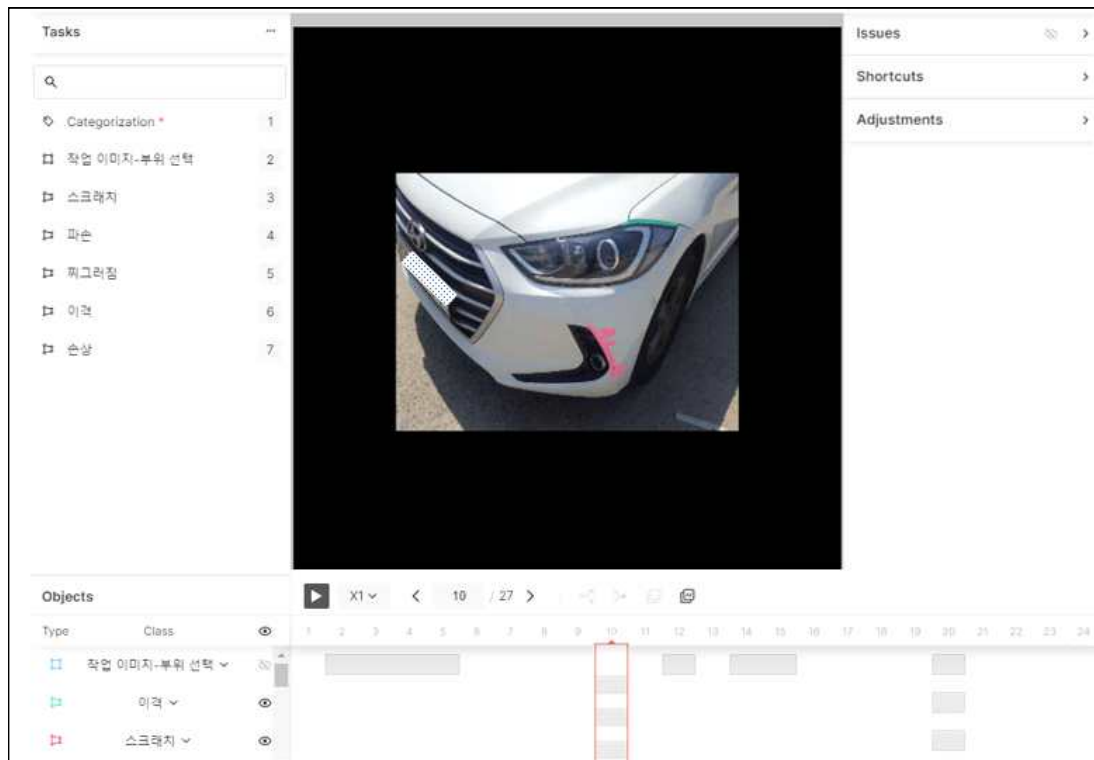 Tasks
Categorization * 1
작업 이미지-부위 선택 2
스크래치 3
파손 4
찌그러짐 5
이격 6
손상 7
Issues
Shortcuts
Adjustments
Objects
X1 10 / 27
Type Class
1 2 3 4 5 6 7 8 9 10 11 12 13 14 15 16 17 18 19 20 21 22 23 24
작업 이미지-부위 선택
이격
스크래치